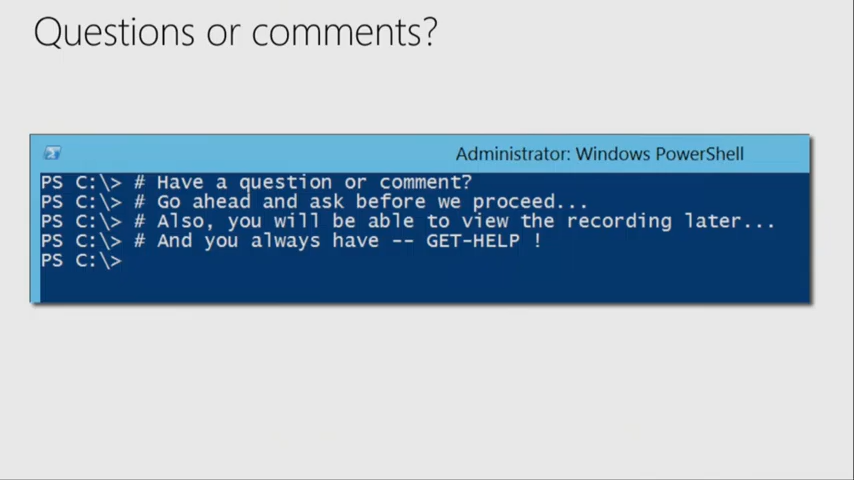 Questions or comments?
Administrator: Windows PowerShell
PS C:\> # Have a question or comment?
PS C:\> # Go ahead and ask before we proceed...
PS C:\> # Also, you will be able to view the recording later...
PS C:\> # And you always have -- GET-HELP !
PS C:\>